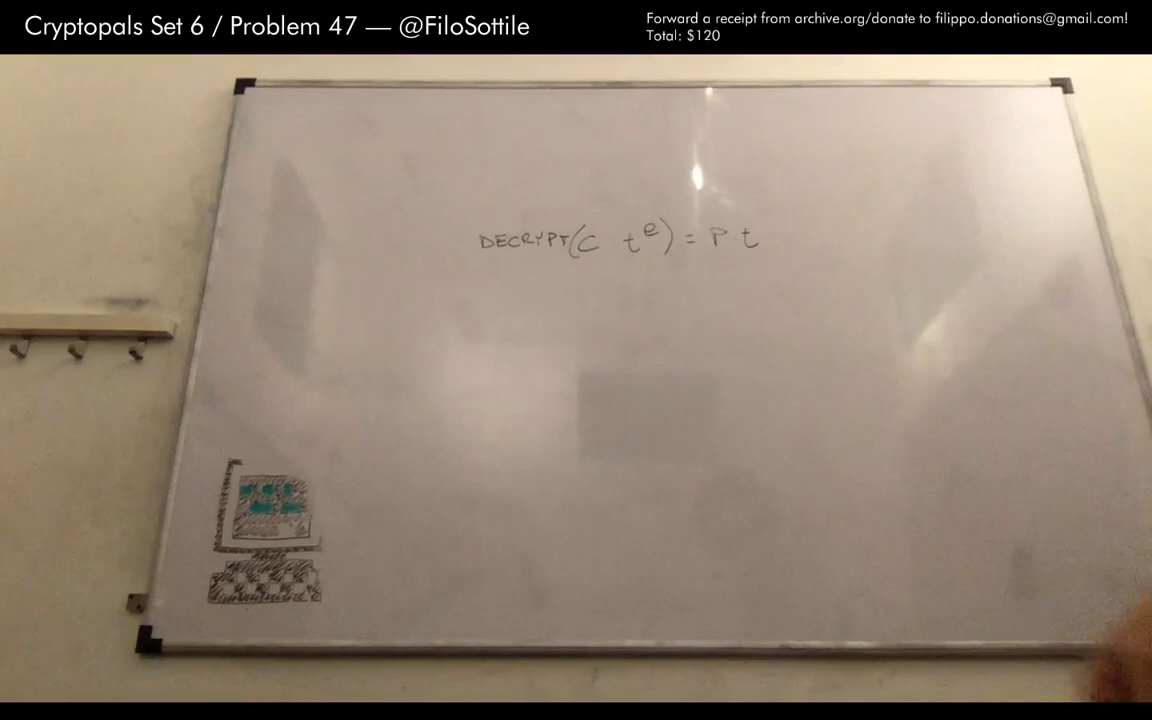 Cryptopals Set 6 / Problem 47 — @FiloSottile
Forward a receipt from archive.org/donate to filippo.donations@gmail.com!
Total: $120
DECRYPT(C t^e) = P t